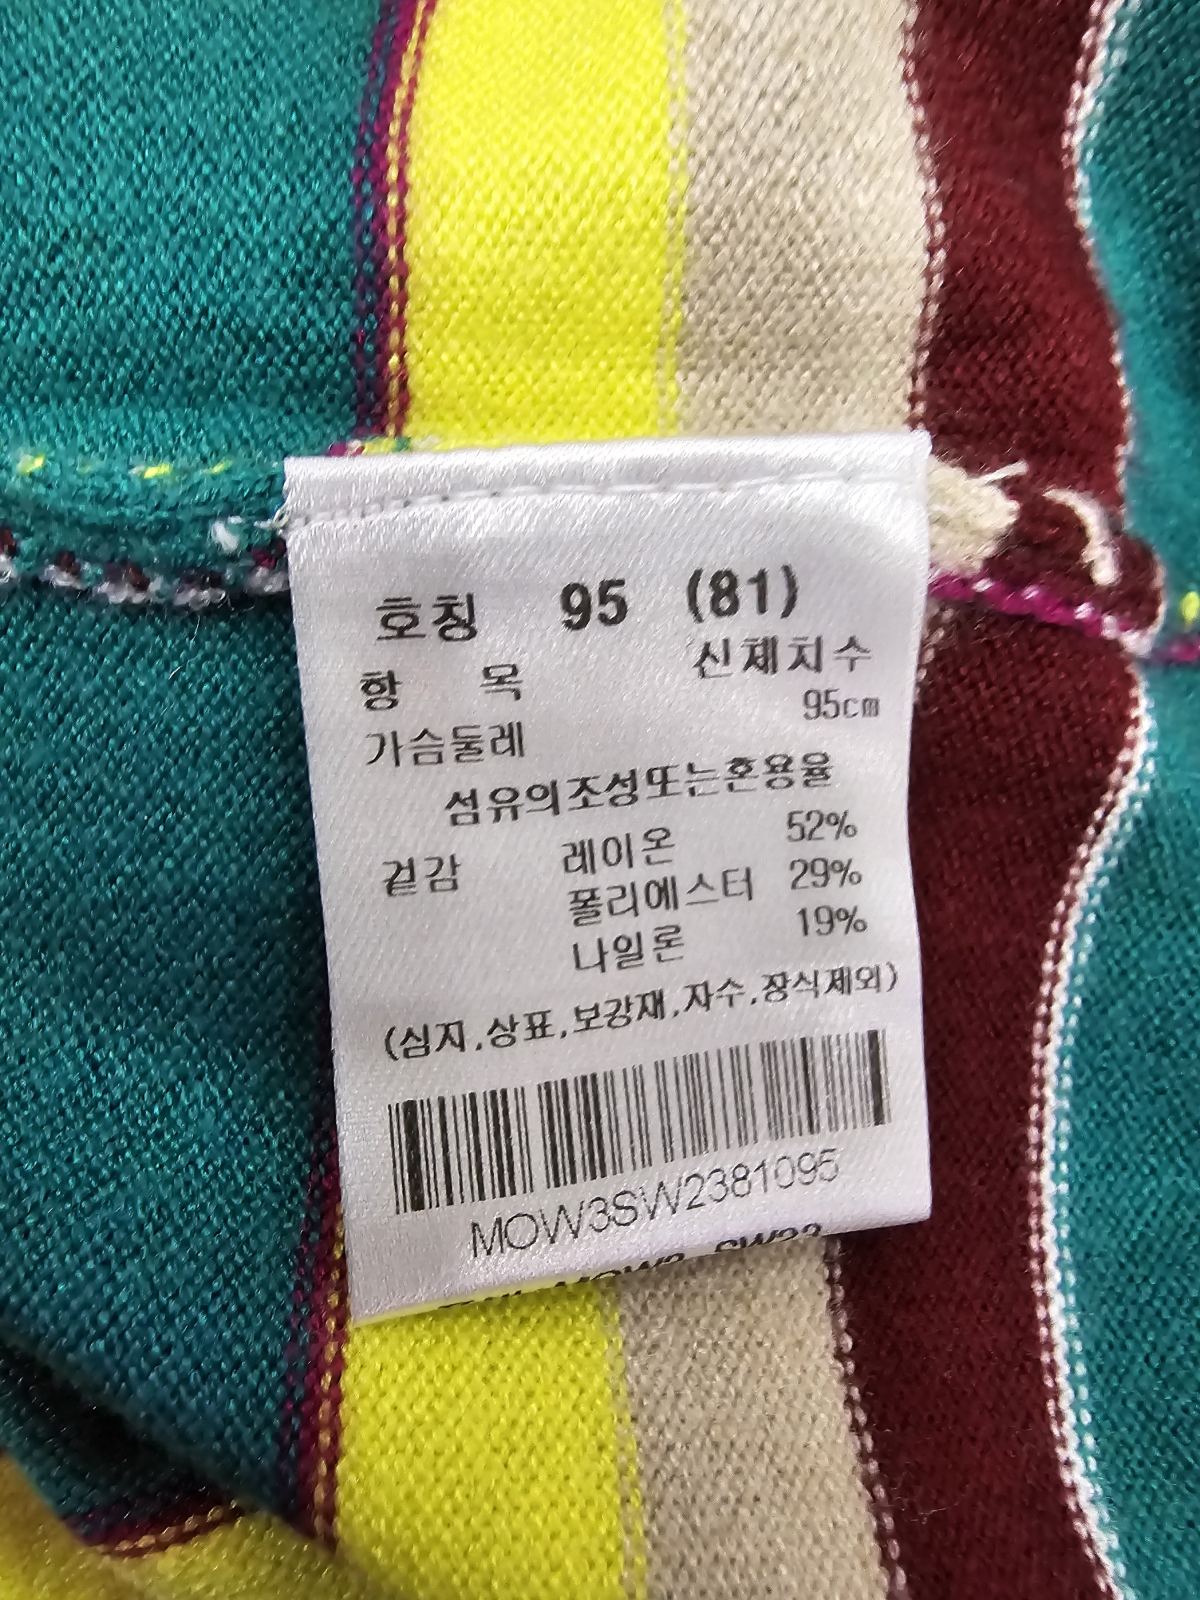 호칭 95 (81)
항 목 신체치수
가슴둘레 95cm
섬유의조성또는혼용율
겉감 레이온 52%
폴리에스터 29%
나일론 19%
(심지,상표,보강재,자수,장식제외)
MOW3SW2381095